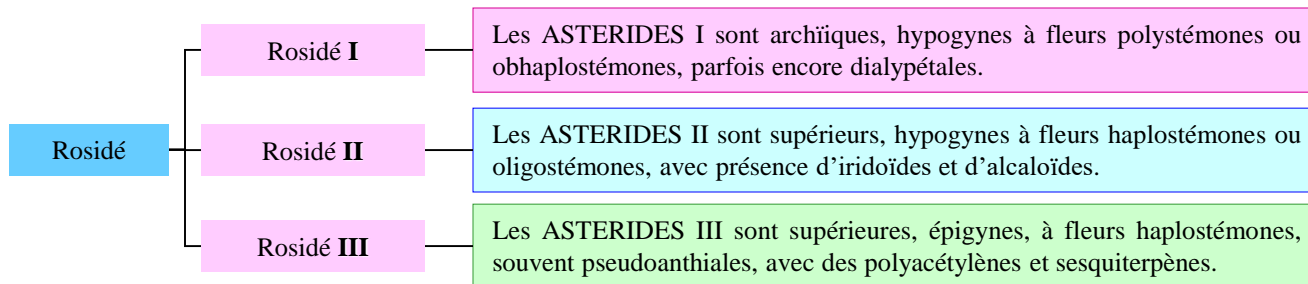 Rosidé
Rosidé I
Les ASTERIDES I sont archïiques, hypogynes à fleurs polystémones ou
obhaplostémones, parfois encore dialypétales.
Rosidé II
Les ASTERIDES II sont supérieurs, hypogynes à fleurs haplostémones ou
oligostémones, avec présence d’iridoïdes et d’alcaloïdes.
Rosidé III
Les ASTERIDES III sont supérieures, épigynes, à fleurs haplostémones,
souvent pseudoanthiales, avec des polyacétylènes et sesquiterpènes.